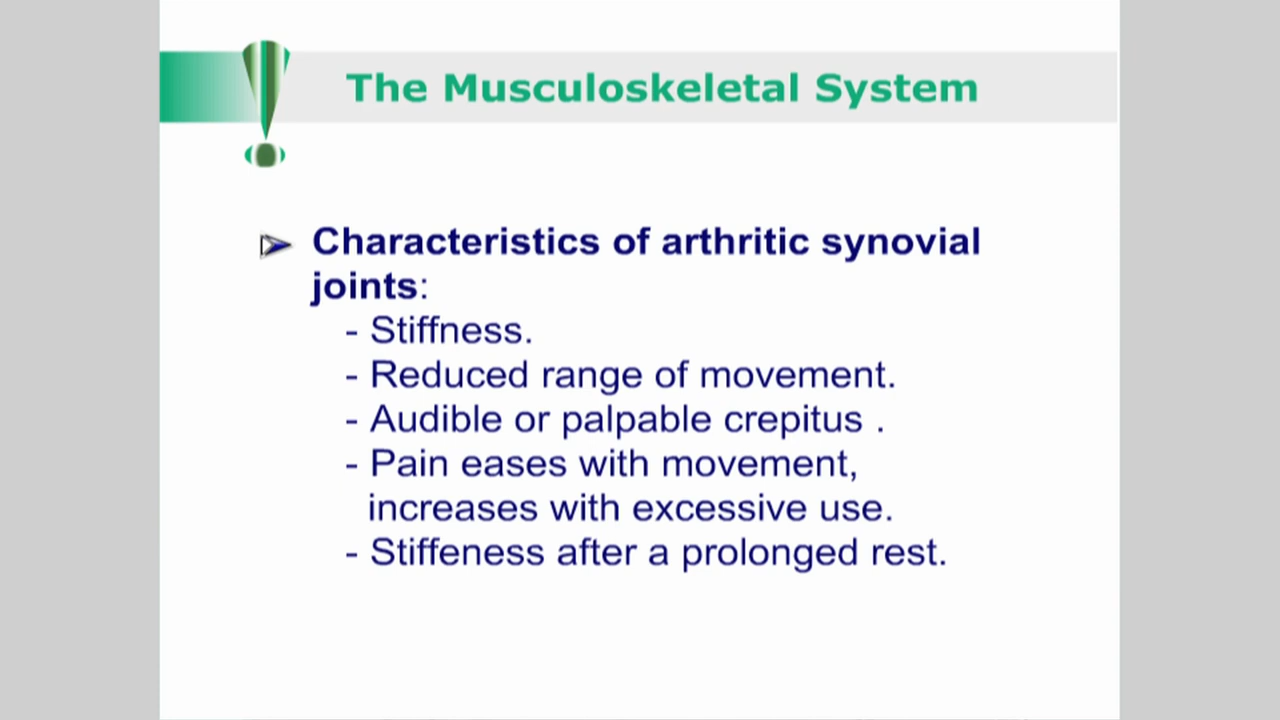 The Musculoskeletal System
Characteristics of arthritic synovial
joints:
- Stiffness.
- Reduced range of movement.
- Audible or palpable crepitus .
- Pain eases with movement,
increases with excessive use.
- Stiffeness after a prolonged rest.